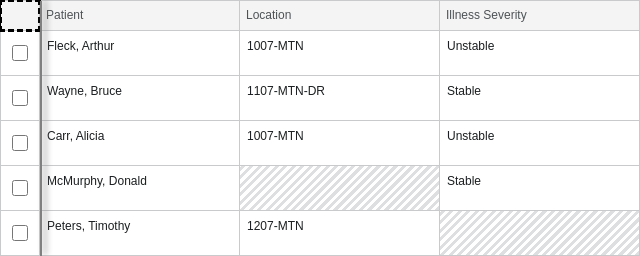 Patient Location Illness Severity
Fleck, Arthur 1007-MTN Unstable
Wayne, Bruce 1107-MTN-DR Stable
Carr, Alicia 1007-MTN Unstable
McMurphy, Donald Stable
Peters, Timothy 1207-MTN